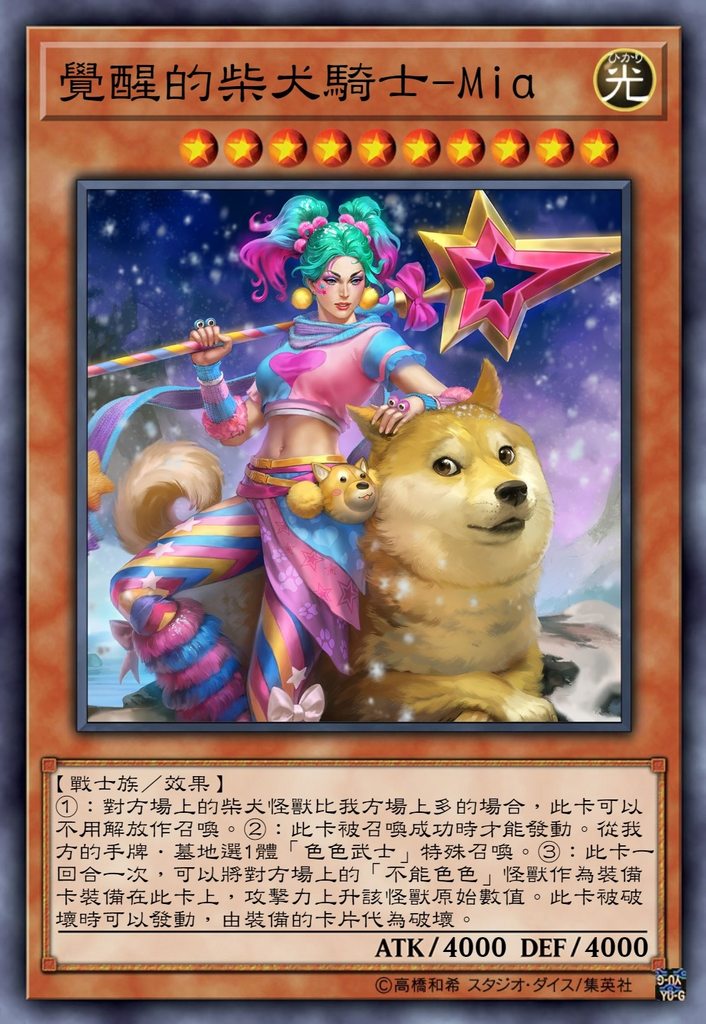 覺醒的柴犬騎士-Mia
ひかり
光
【戰士族／效果】
①：對方場上的柴犬怪獸比我方場上多的場合，此卡可以
不用解放作召喚。②：此卡被召喚成功時才能發動。從我
方的手牌・墓地選1體「色色武士」特殊召喚。③：此卡一
回合一次，可以將對方場上的「不能色色」怪獸作為裝備
卡裝備在此卡上，攻擊力上升該怪獸原始數值。此卡被破
壞時可以發動，由裝備的卡片代為破壞。
ATK/4000 DEF/4000
©高橋和希 スタジオ・ダイス/集英社
YU-G